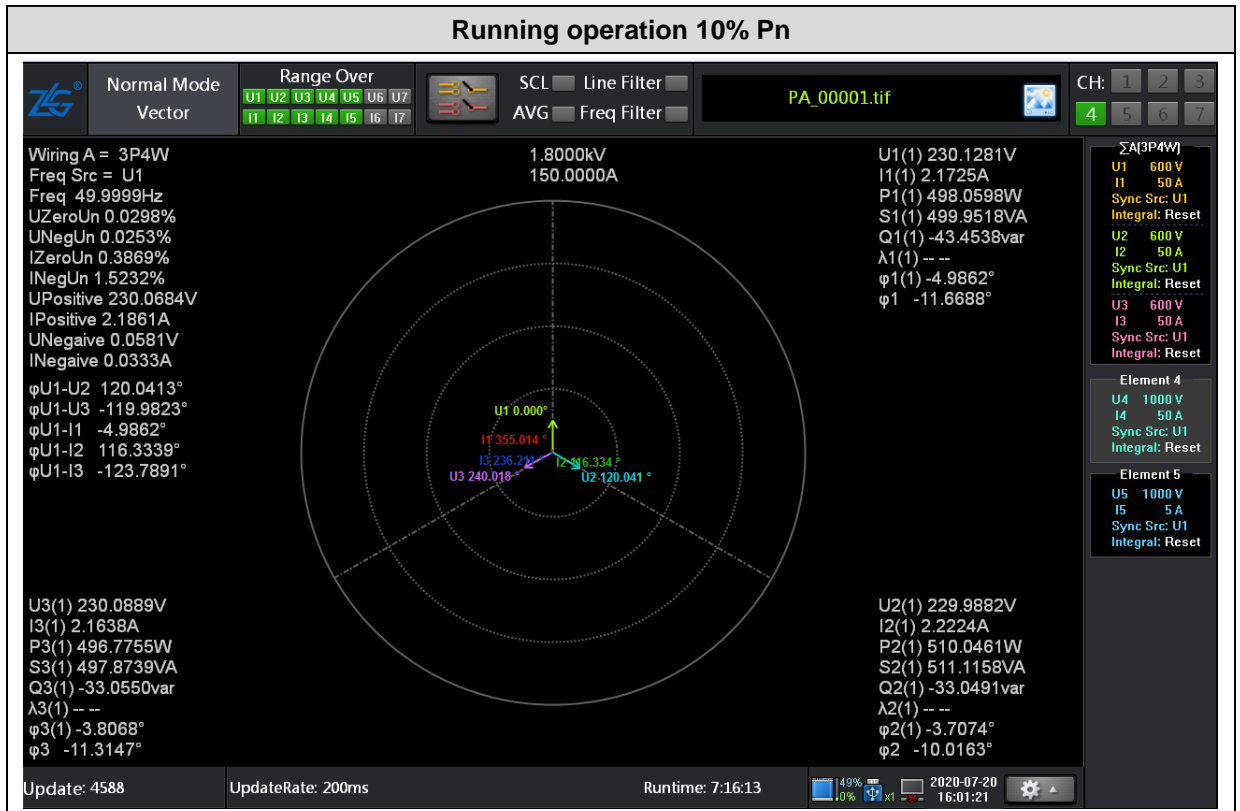 Running operation 10% Pn
ZLG®
Normal Mode
Vector
Range Over
U1 U2 U3 U4 U5 U6 U7
I1 I2 I3 I4 I5 I6 I7
SCL Line Filter
AVG Freq Filter
PA_00001.tif
CH: 1 2 3
4 5 6 7
Wiring A = 3P4W
Freq Src = U1
Freq 49.9999Hz
UZeroUn 0.0298%
UNegUn 0.0253%
IZeroUn 0.3869%
INegUn 1.5232%
UPositive 230.0684V
IPositive 2.1861A
UNegaive 0.0581V
INegaive 0.0333A
φU1-U2 120.0413°
φU1-U3 -119.9823°
φU1-I1 -4.9862°
φU1-I2 116.3339°
φU1-I3 -123.7891°
1.8000kV
150.0000A
U1 0.000°
I1 355.014 °
I3 236.211 °
I2 116.334 °
U3 240.018 °
U2 120.041 °
U1(1) 230.1281V
I1(1) 2.1725A
P1(1) 498.0598W
S1(1) 499.9518VA
Q1(1) -43.4538var
λ1(1) -- --
φ1(1) -4.9862°
φ1 -11.6688°
U3(1) 230.0889V
I3(1) 2.1638A
P3(1) 496.7755W
S3(1) 497.8739VA
Q3(1) -33.0550var
λ3(1) -- --
φ3(1) -3.8068°
φ3 -11.3147°
U2(1) 229.9882V
I2(1) 2.2224A
P2(1) 510.0461W
S2(1) 511.1158VA
Q2(1) -33.0491var
λ2(1) -- --
φ2(1) -3.7074°
φ2 -10.0163°
∑A(3P4W)
U1 600 V
I1 50 A
Sync Src: U1
Integral: Reset
U2 600 V
I2 50 A
Sync Src: U1
Integral: Reset
U3 600 V
I3 50 A
Sync Src: U1
Integral: Reset
Element 4
U4 1000 V
I4 50 A
Sync Src: U1
Integral: Reset
Element 5
U5 1000 V
I5 5 A
Sync Src: U1
Integral: Reset
Update: 4588
UpdateRate: 200ms
Runtime: 7:16:13
49%
0%
x1
2020-07-20
16:01:21